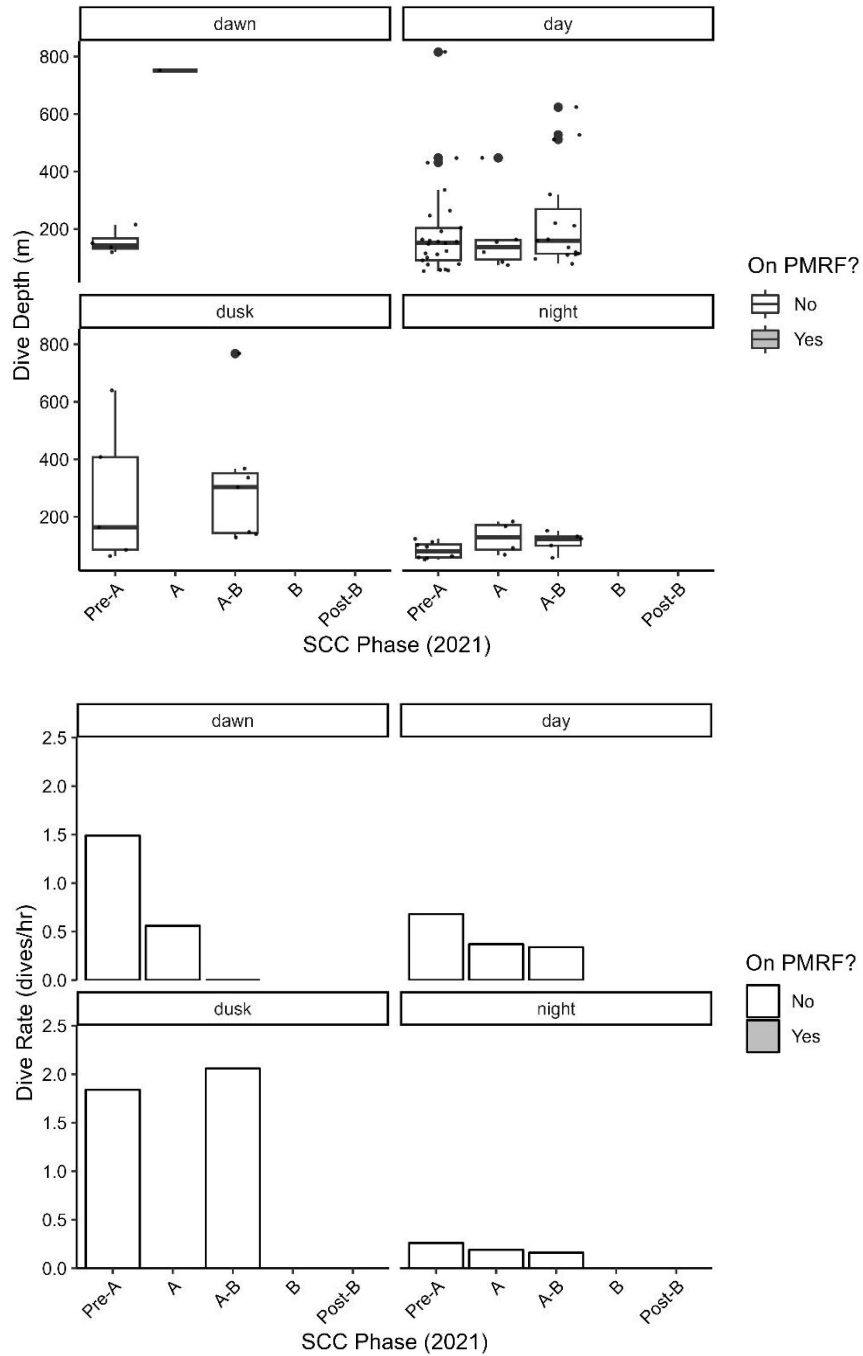 dawn day
800
600
400
200
dusk night
800
600
400
200
Dive Depth (m)
Pre-A A A-B B Post-B Pre-A A A-B B Post-B
SCC Phase (2021)
On PMRF?
No
Yes
dawn day
2.5
2.0
1.5
1.0
0.5
0.0
dusk night
2.5
2.0
1.5
1.0
0.5
0.0
Dive Rate (dives/hr)
Pre-A A A-B B Post-B Pre-A A A-B B Post-B
SCC Phase (2021)
On PMRF?
No
Yes